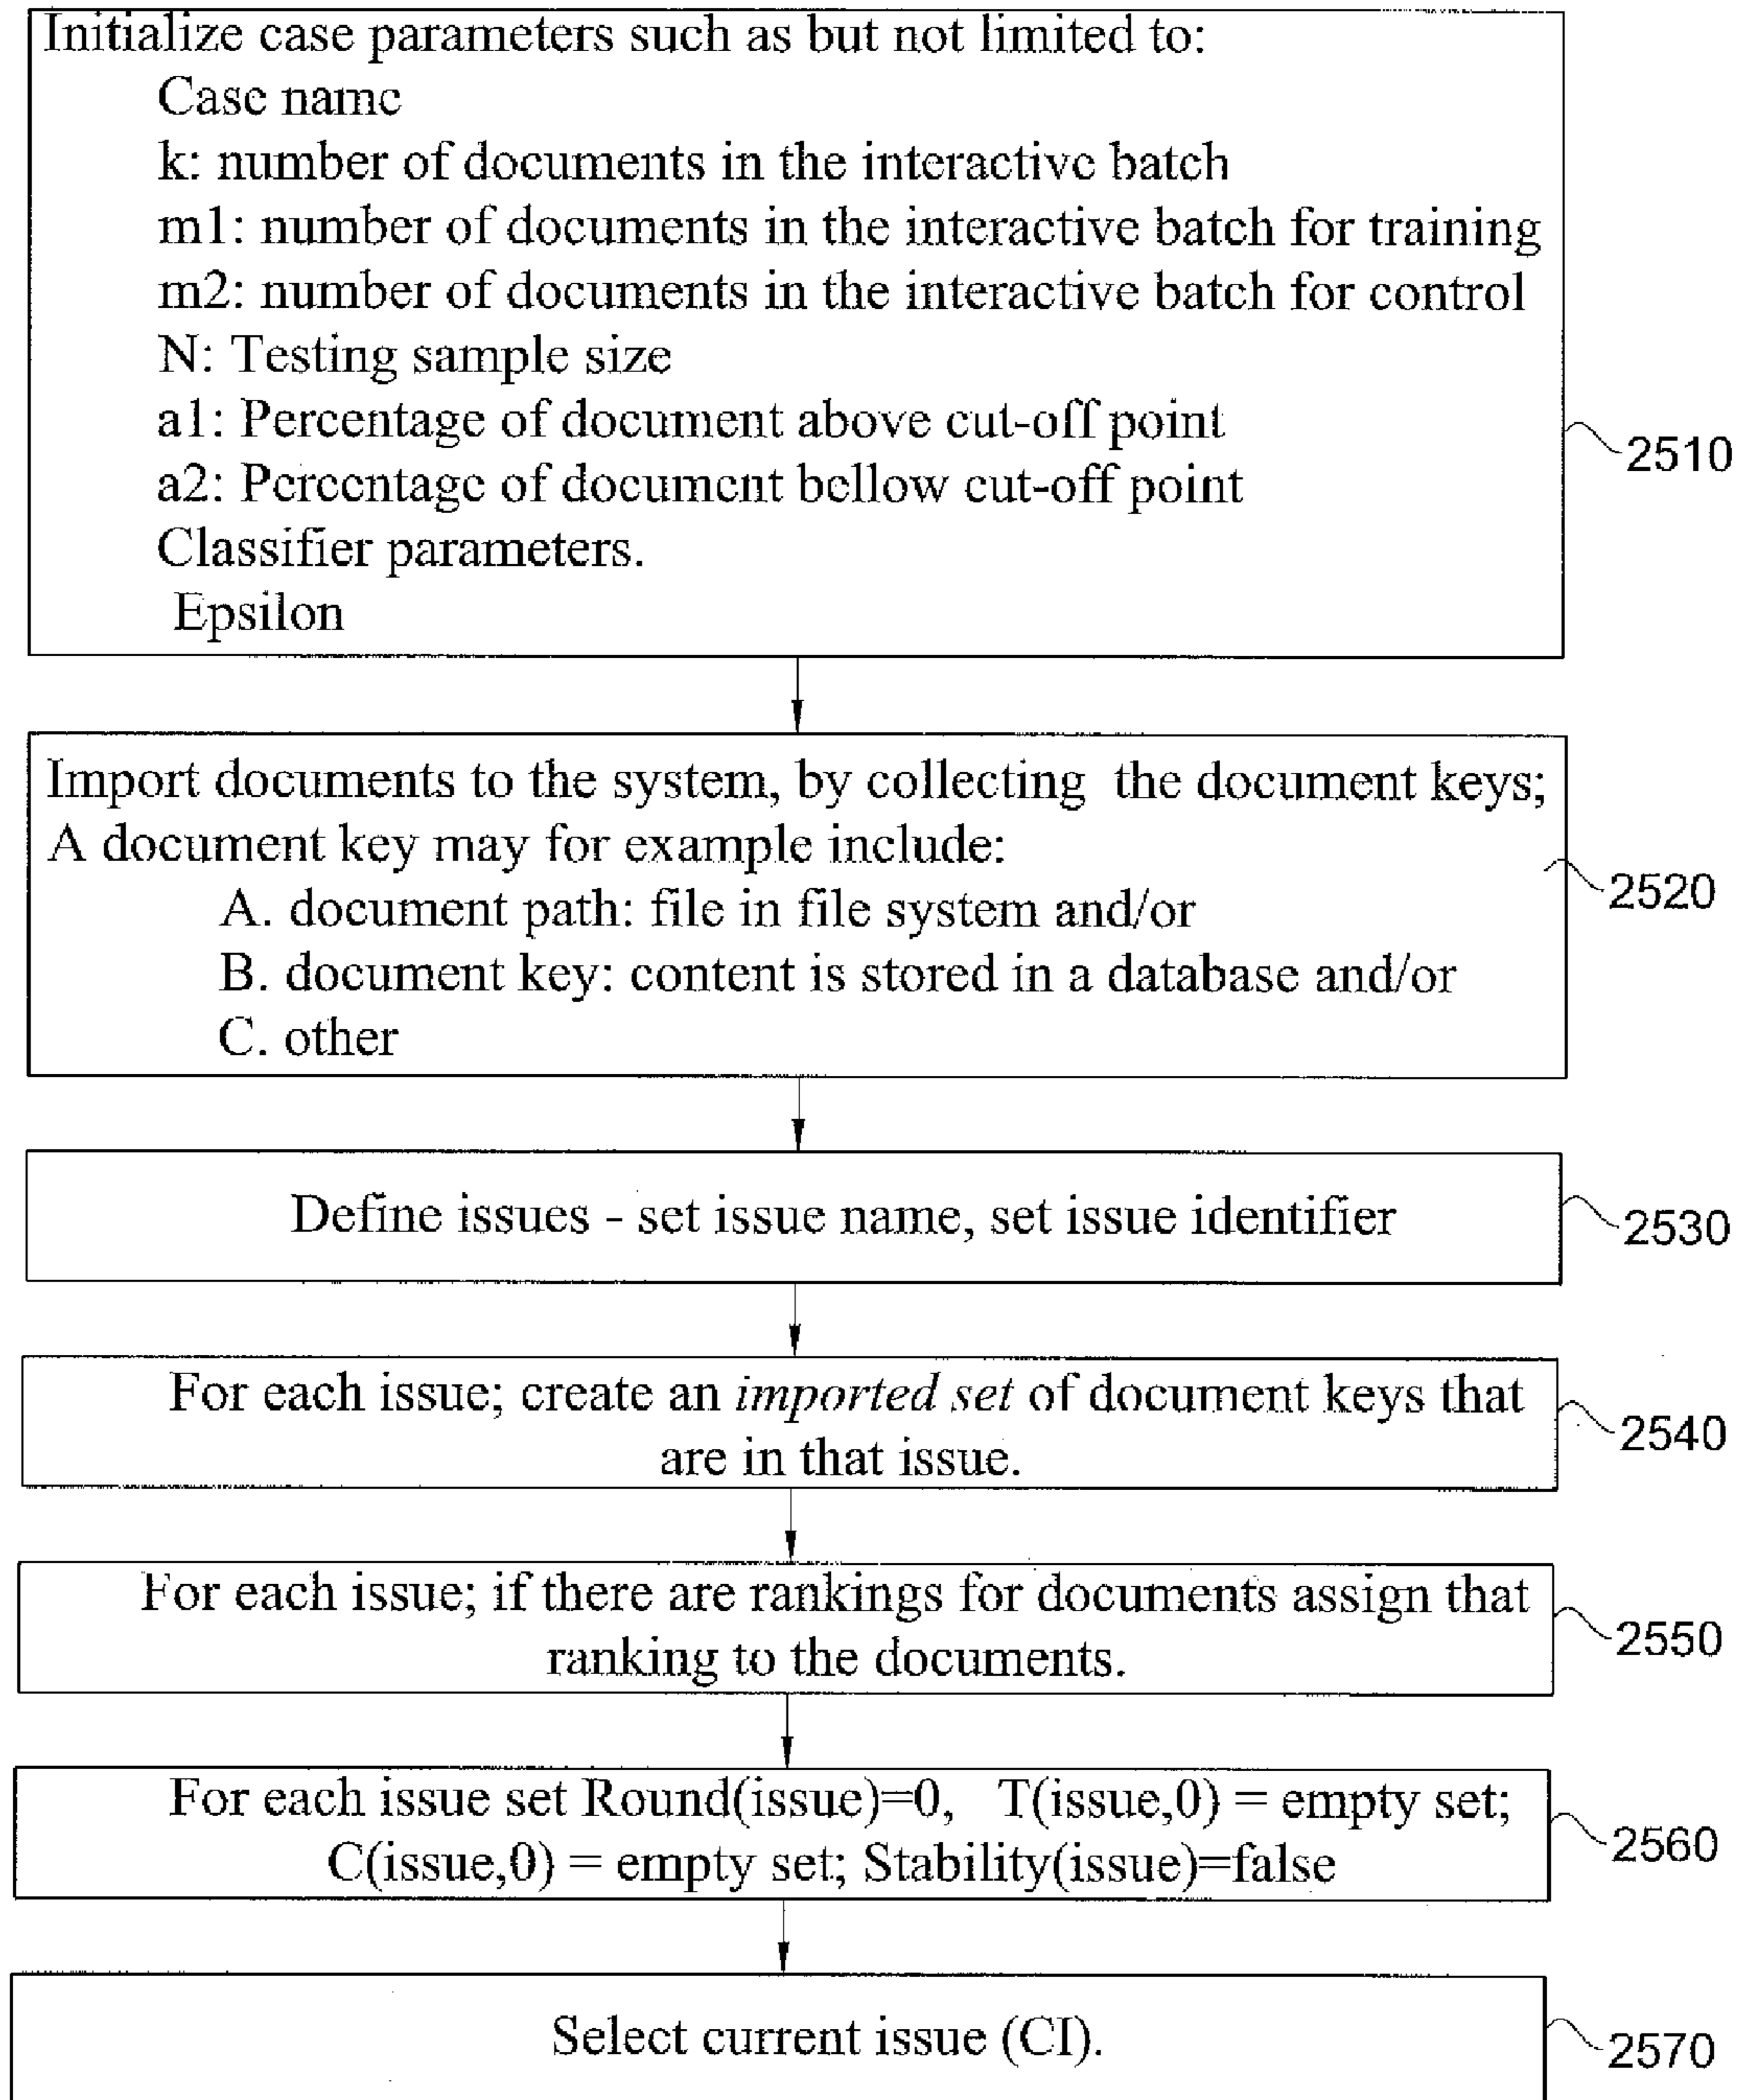 Initialize case parameters such as but not limited to:
Case name
k: number of documents in the interactive batch
m1: number of documents in the interactive batch for training
m2: number of documents in the interactive batch for control
N: Testing sample size
a1: Percentage of document above cut-off point
a2: Percentage of document bellow cut-off point
Classifier parameters.
Epsilon
2510
Import documents to the system, by collecting the document keys;
A document key may for example include:
A. document path: file in file system and/or
B. document key: content is stored in a database and/or
C. other
2520
Define issues - set issue name, set issue identifier
2530
For each issue; create an imported set of document keys that
are in that issue.
2540
For each issue; if there are rankings for documents assign that
ranking to the documents.
2550
For each issue set Round(issue)=0, T(issue,0) = empty set;
C(issue,0) = empty set; Stability(issue)=false
2560
Select current issue (CI).
2570